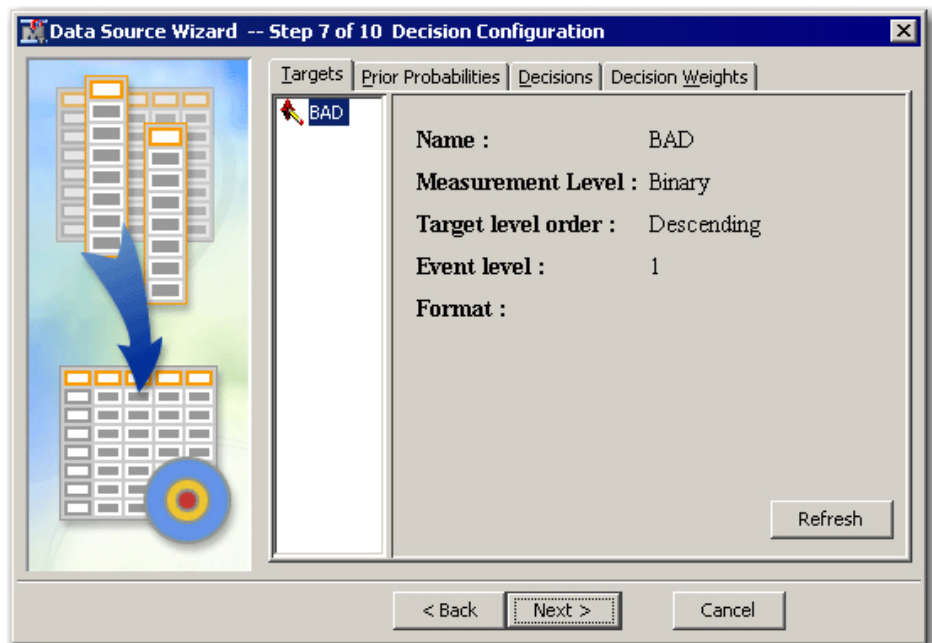 Data Source Wizard -- Step 7 of 10 Decision Configuration
Targets Prior Probabilities Decisions Decision Weights
BAD
Name : BAD
Measurement Level : Binary
Target level order : Descending
Event level : 1
Format :
Refresh
< Back Next > Cancel